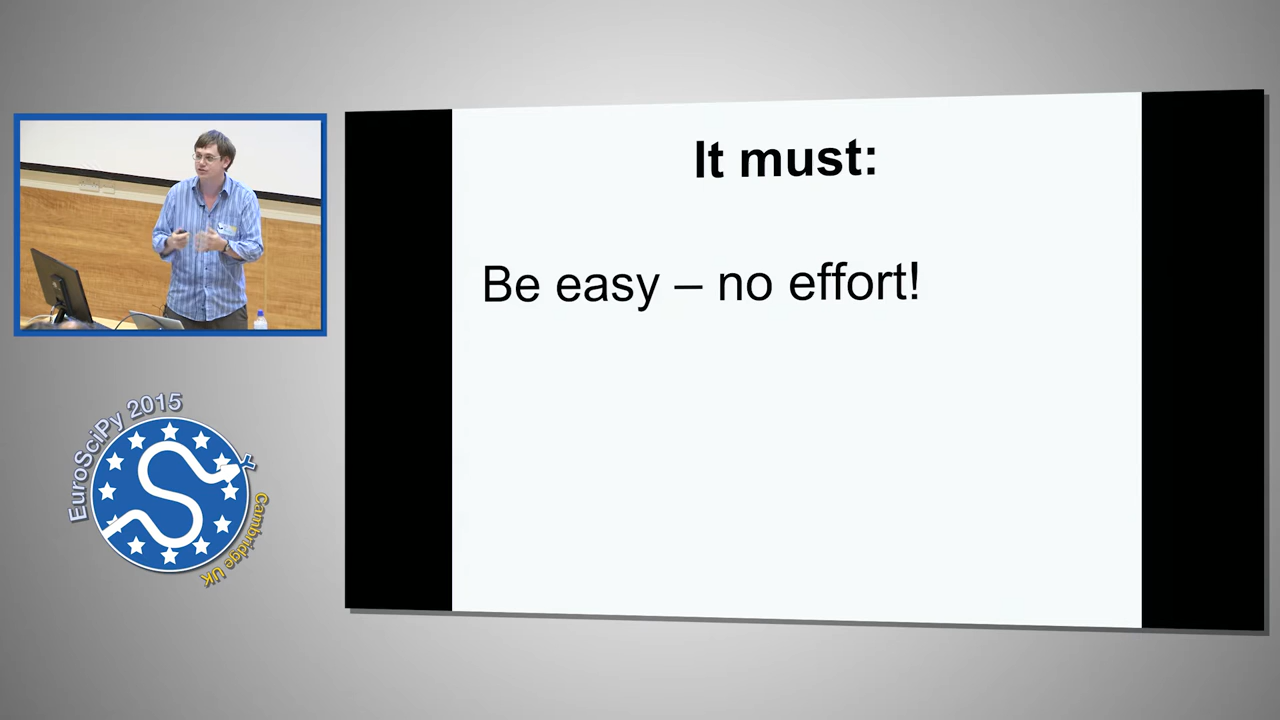 It must:
Be easy – no effort!
EuroSciPy 2015
Cambridge UK